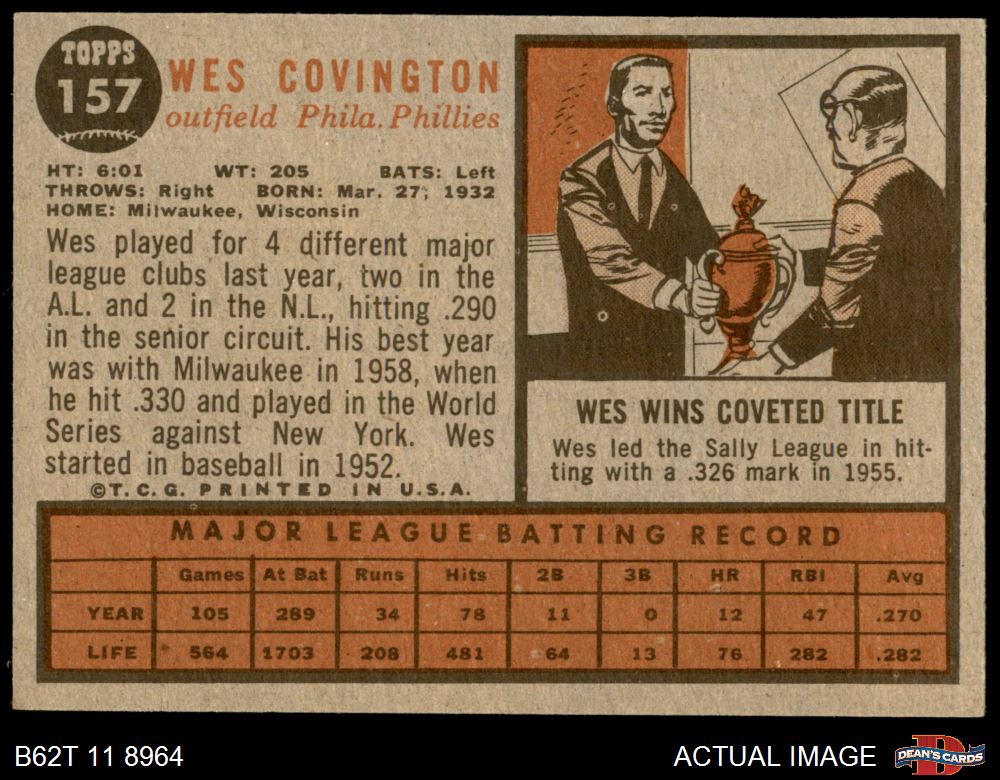 TOPPS
157
WES COVINGTON
outfield Phila. Phillies
HT: 6:01 WT: 205 BATS: Left
THROWS: Right BORN: Mar. 27, 1932
HOME: Milwaukee, Wisconsin
Wes played for 4 different major
league clubs last year, two in the
A.L. and 2 in the N.L., hitting .290
in the senior circuit. His best year
was with Milwaukee in 1958, when
he hit .330 and played in the World
Series against New York. Wes
started in baseball in 1952.
©T.C.G. PRINTED IN U.S.A.
WES WINS COVETED TITLE
Wes led the Sally League in hit-
ting with a .326 mark in 1955.
MAJOR LEAGUE BATTING RECORD
Games At Bat Runs Hits 2B 3B HR RBI Avg
YEAR 105 289 34 78 11 0 12 47 .270
LIFE 564 1703 208 481 64 13 76 282 .282
B62T 11 8964
ACTUAL IMAGE
D
DEAN'S CARDS